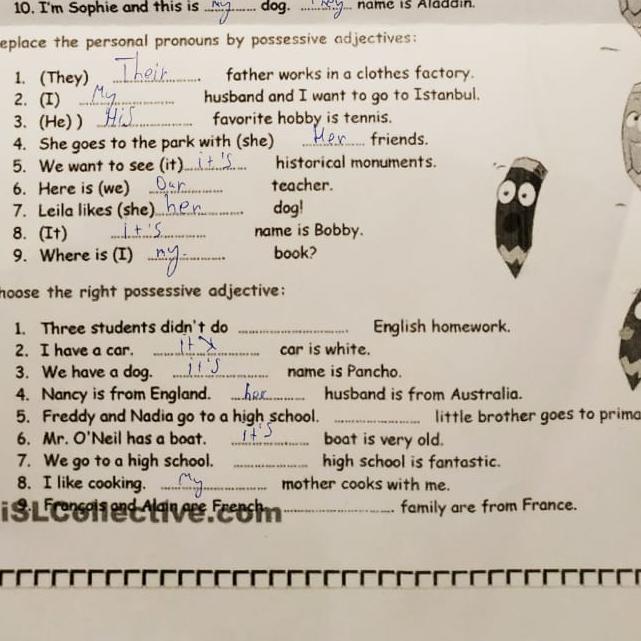 10. I'm Sophie and this is My dog. They name is Aladdin.
eplace the personal pronouns by possessive adjectives:
1. (They) Their father works in a clothes factory.
2. (I) My husband and I want to go to Istanbul.
3. (He) ) His favorite hobby is tennis.
4. She goes to the park with (she) Her friends.
5. We want to see (it) it's historical monuments.
6. Here is (we) Our teacher.
7. Leila likes (she) her dog!
8. (It) it's name is Bobby.
9. Where is (I) my book?
hoose the right possessive adjective:
1. Three students didn't do .......... English homework.
2. I have a car. car is white.
3. We have a dog. it's name is Pancho.
4. Nancy is from England. her husband is from Australia.
5. Freddy and Nadia go to a high school. .......... little brother goes to prima
6. Mr. O'Neil has a boat. it's boat is very old.
7. We go to a high school. .......... high school is fantastic.
8. I like cooking. My mother cooks with me.
9. François and Alain are French .......... family are from France.
iSLCollective.com